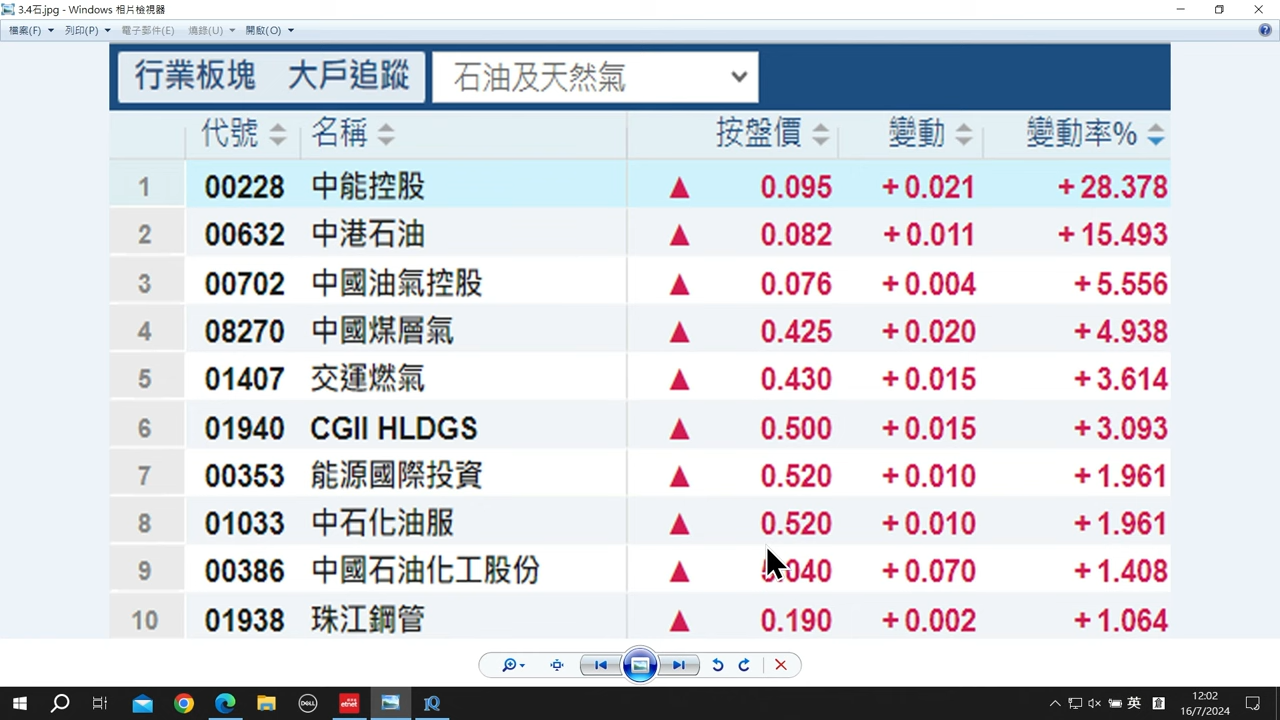 3.4石.jpg - Windows 相片檢視器
檔案(F) 列印(P) 電子郵件(E) 燒錄(U) 開啟(O)
行業板塊 大戶追蹤 石油及天然氣
代號 名稱 按盤價 變動 變動率%
1 00228 中能控股 ▲ 0.095 +0.021 +28.378
2 00632 中港石油 ▲ 0.082 +0.011 +15.493
3 00702 中國油氣控股 ▲ 0.076 +0.004 +5.556
4 08270 中國煤層氣 ▲ 0.425 +0.020 +4.938
5 01407 交運燃氣 ▲ 0.430 +0.015 +3.614
6 01940 CGII HLDGS ▲ 0.500 +0.015 +3.093
7 00353 能源國際投資 ▲ 0.520 +0.010 +1.961
8 01033 中石化油服 ▲ 0.520 +0.010 +1.961
9 00386 中國石油化工股份 ▲ .040 +0.070 +1.408
10 01938 珠江鋼管 ▲ 0.190 +0.002 +1.064
DELL etnet IQ 英 12:02
16/7/2024